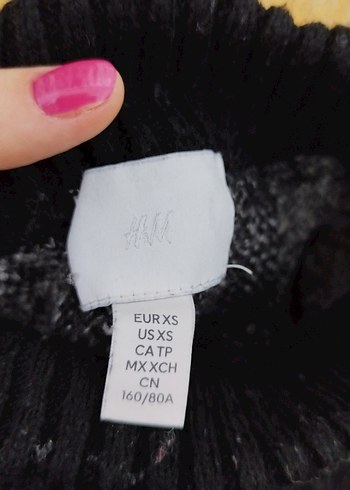 H&M
EUR XS
US XS
CA TP
MX XCH
CN
160/80A